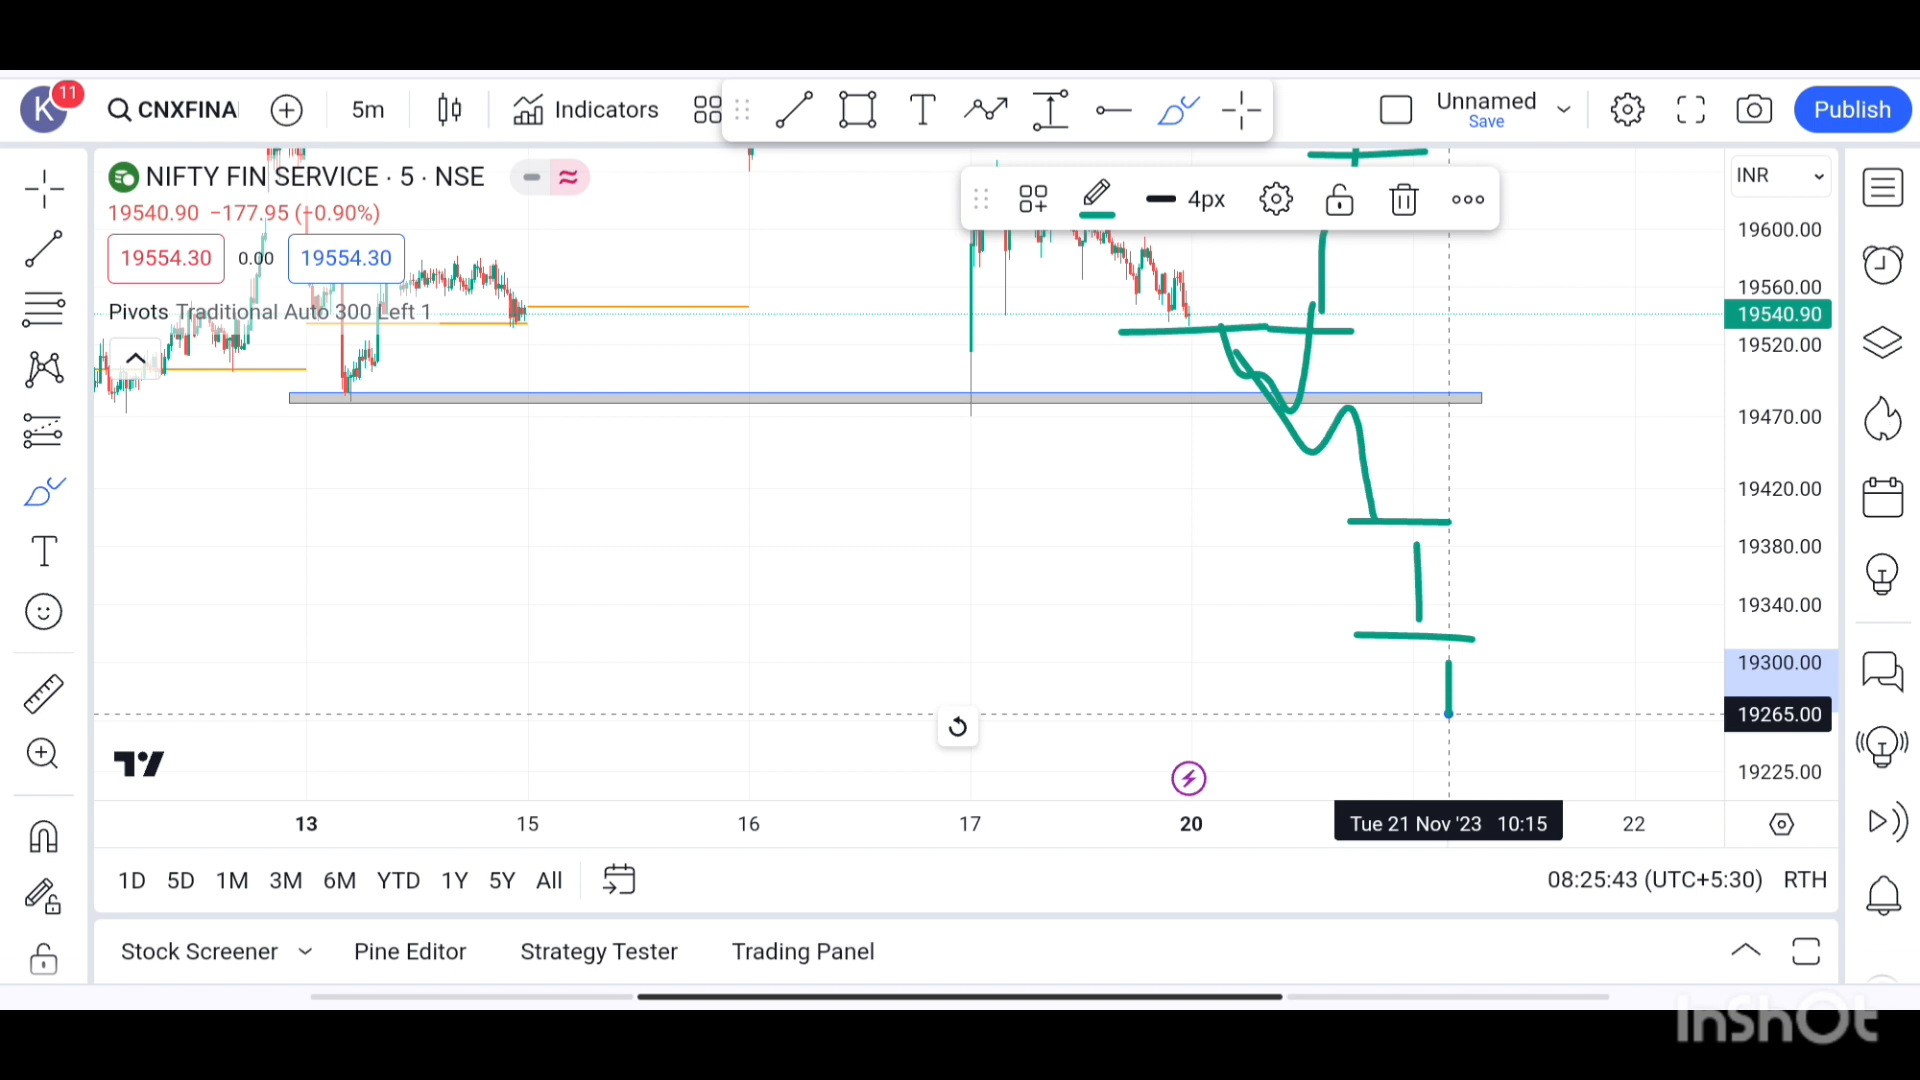 K
11
CNXFINA
5m
Indicators
Unnamed
Save
Publish
4px
NIFTY FIN SERVICE · 5 · NSE
19540.90 −177.95 (−0.90%)
19554.30 0.00 19554.30
Pivots Traditional Auto 300 Left 1
INR
19600.00
19560.00
19540.90
19520.00
19470.00
19420.00
19380.00
19340.00
19300.00
19265.00
19225.00
13 15 16 17 20 Tue 21 Nov '23 10:15 22
1D 5D 1M 3M 6M YTD 1Y 5Y All
08:25:43 (UTC+5:30) RTH
Stock Screener Pine Editor Strategy Tester Trading Panel
InShOt